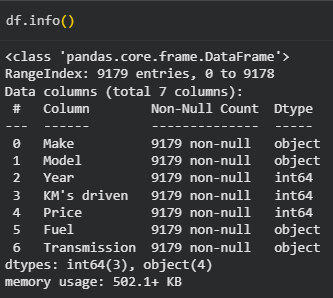 df.info()
<class 'pandas.core.frame.DataFrame'>
RangeIndex: 9179 entries, 0 to 9178
Data columns (total 7 columns):
 #   Column        Non-Null Count  Dtype
---  ------        --------------  -----
 0   Make          9179 non-null   object
 1   Model         9179 non-null   object
 2   Year          9179 non-null   int64
 3   KM's driven   9179 non-null   int64
 4   Price         9179 non-null   int64
 5   Fuel          9179 non-null   object
 6   Transmission  9179 non-null   object
dtypes: int64(3), object(4)
memory usage: 502.1+ KB